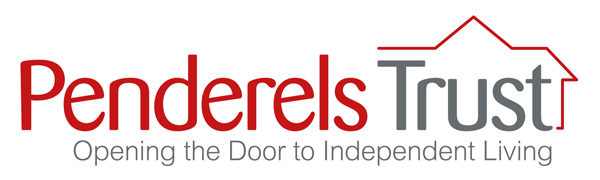 Penderels Trust
Opening the Door to Independent Living